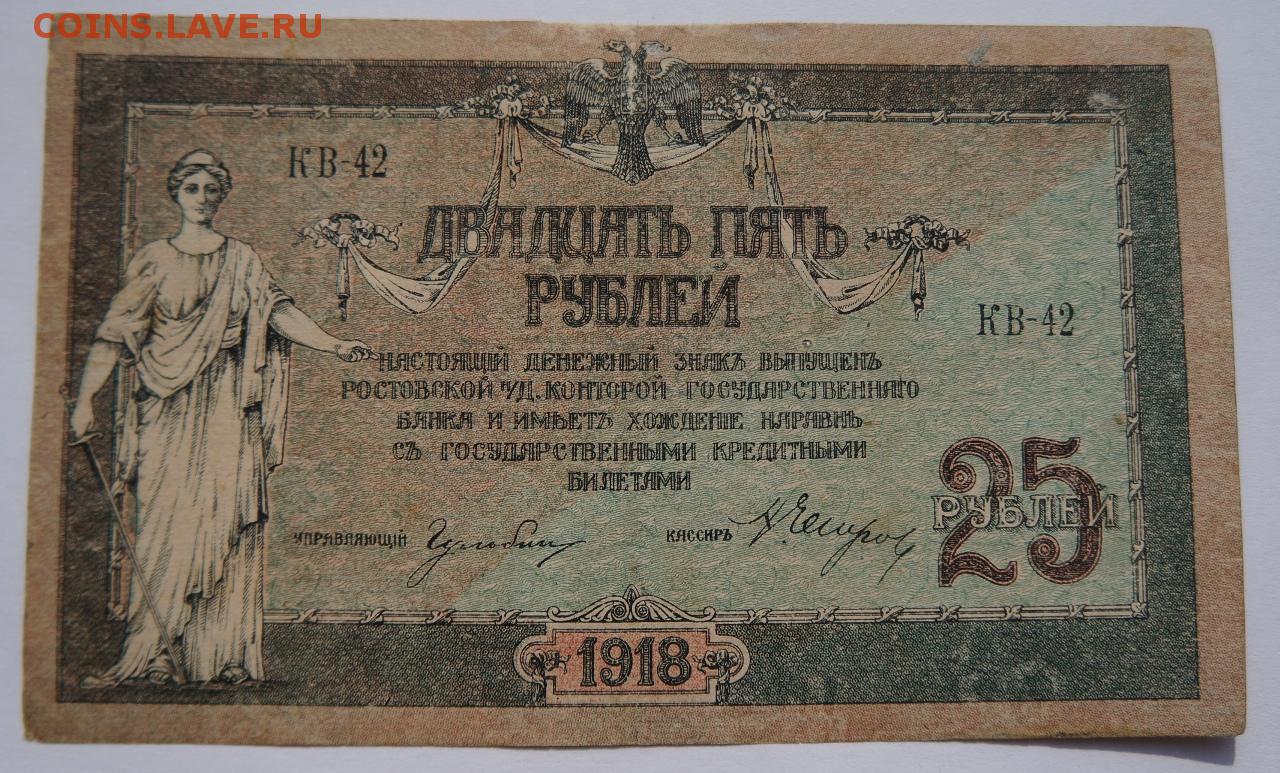 COINS.LAVE.RU
КВ-42
ДВАДЦАТЬ ПЯТЬ
РУБЛЕЙ
КВ-42
НАСТОЯЩІЙ ДЕНЕЖНЫЙ ЗНАКЪ ВЫПУЩЕНЪ
РОСТОВСКОЙ Н/Д. КОНТОРОЙ ГОСУДАРСТВЕННАГО
БАНКА И ИМѢЕТЪ ХОЖДЕНІЕ НАРАВНѢ
СЪ ГОСУДАРСТВЕННЫМИ КРЕДИТНЫМИ
БИЛЕТАМИ
25
РУБЛЕЙ
УПРАВЛЯЮЩІЙ
КАССИРЪ
1918